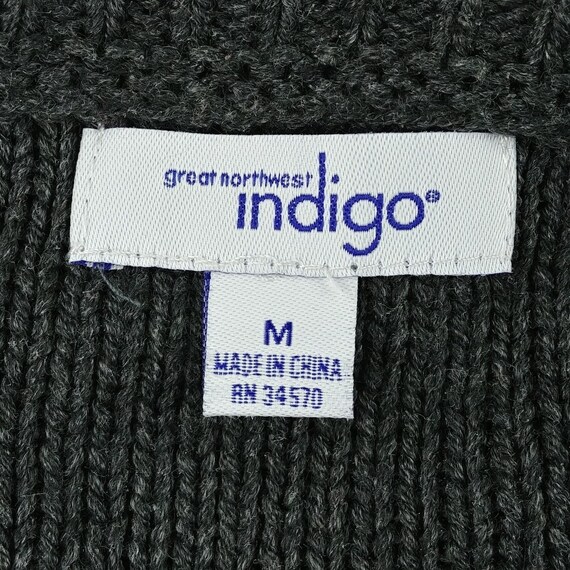 great northwest
indigo®
M
MADE IN CHINA
RN 34570